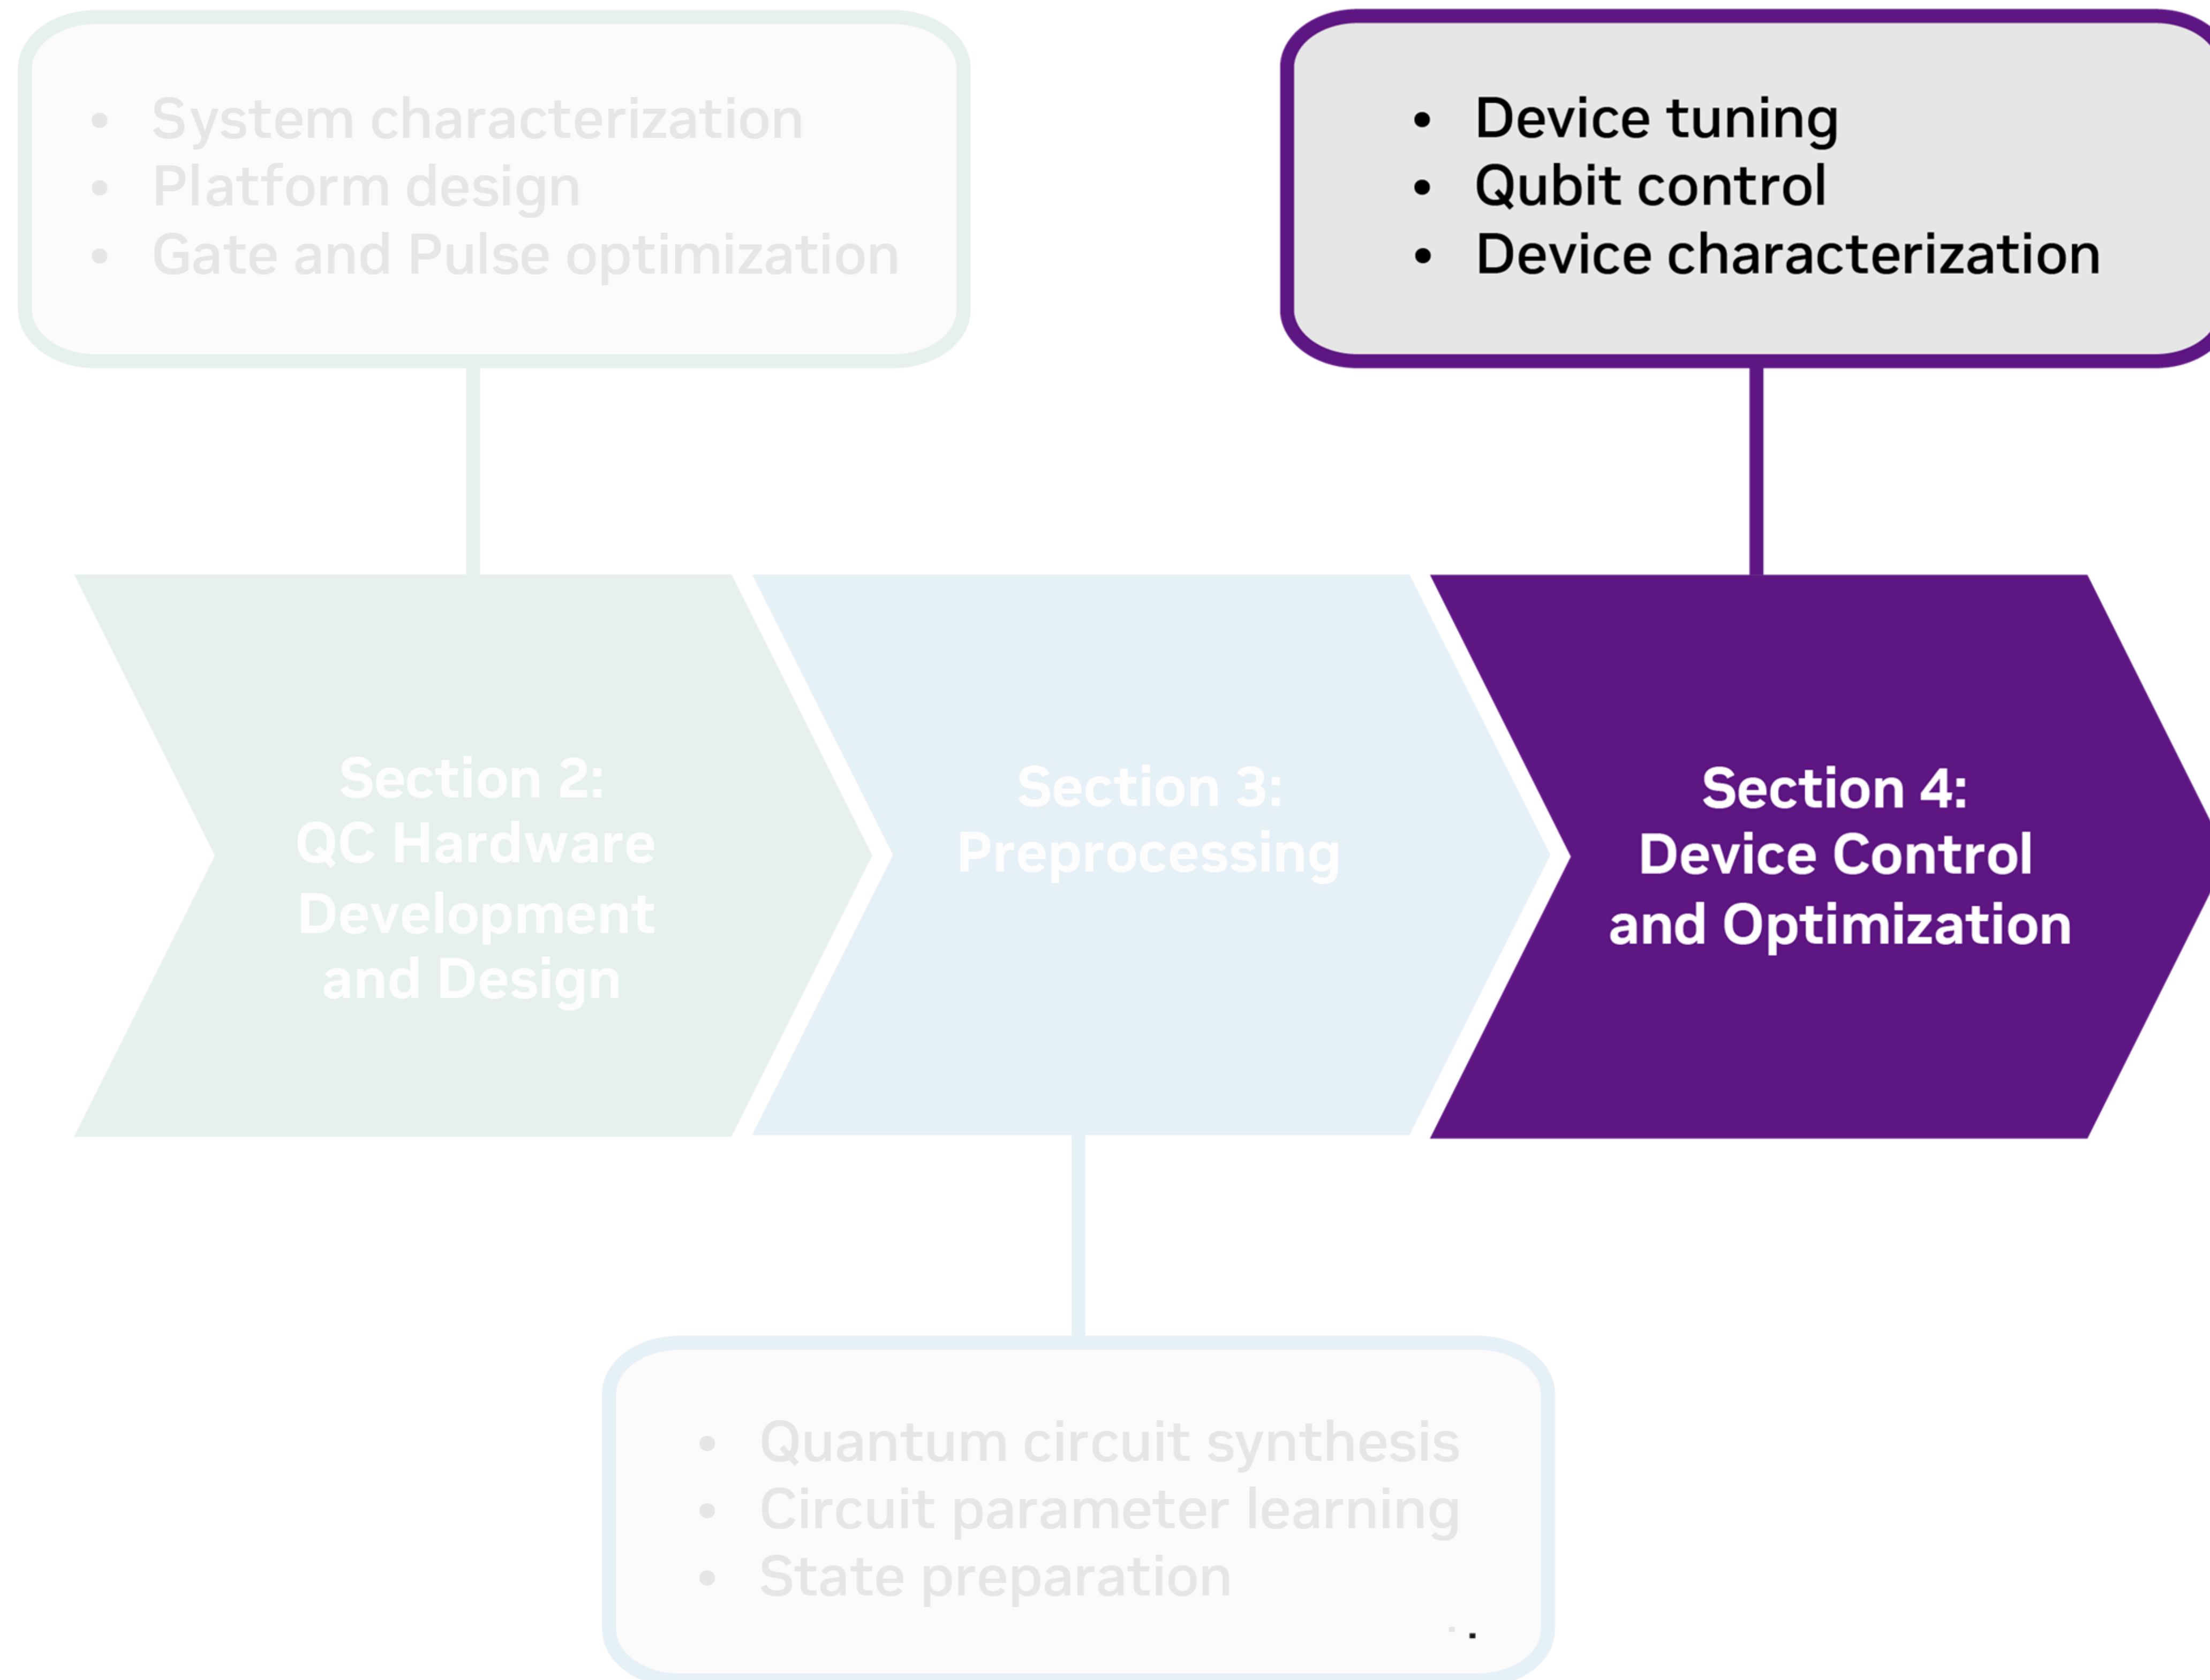 • System characterization
• Platform design
• Gate and Pulse optimization
• Device tuning
• Qubit control
• Device characterization
Section 2:
QC Hardware
Development
and Design
Section 3:
Preprocessing
Section 4:
Device Control
and Optimization
• Quantum circuit synthesis
• Circuit parameter learning
• State preparation